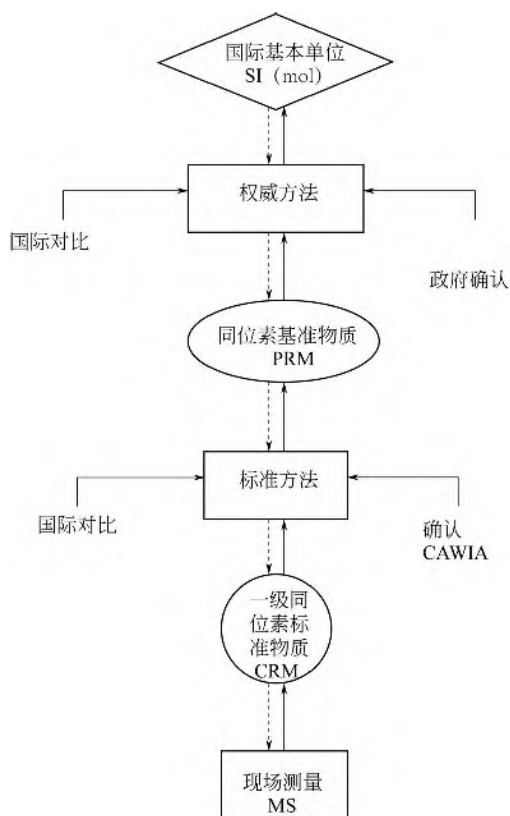 国际基本单位
SI（mol）
权威方法
国际对比
政府确认
同位素基准物质
PRM
标准方法
国际对比
确认
CAWIA
一级同
位素标
准物质
CRM
现场测量
MS